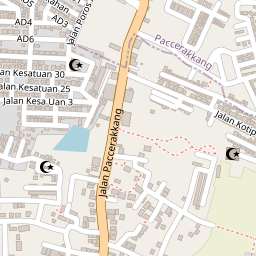 AD3
AD4
AD6
Jalan Poros
Paccerakkang
Jalan Kesatuan 30
Jalan Kesatuan 25
Jalan Kesa Uan 3
Jalan Paccerakkang
Jalan Kotip